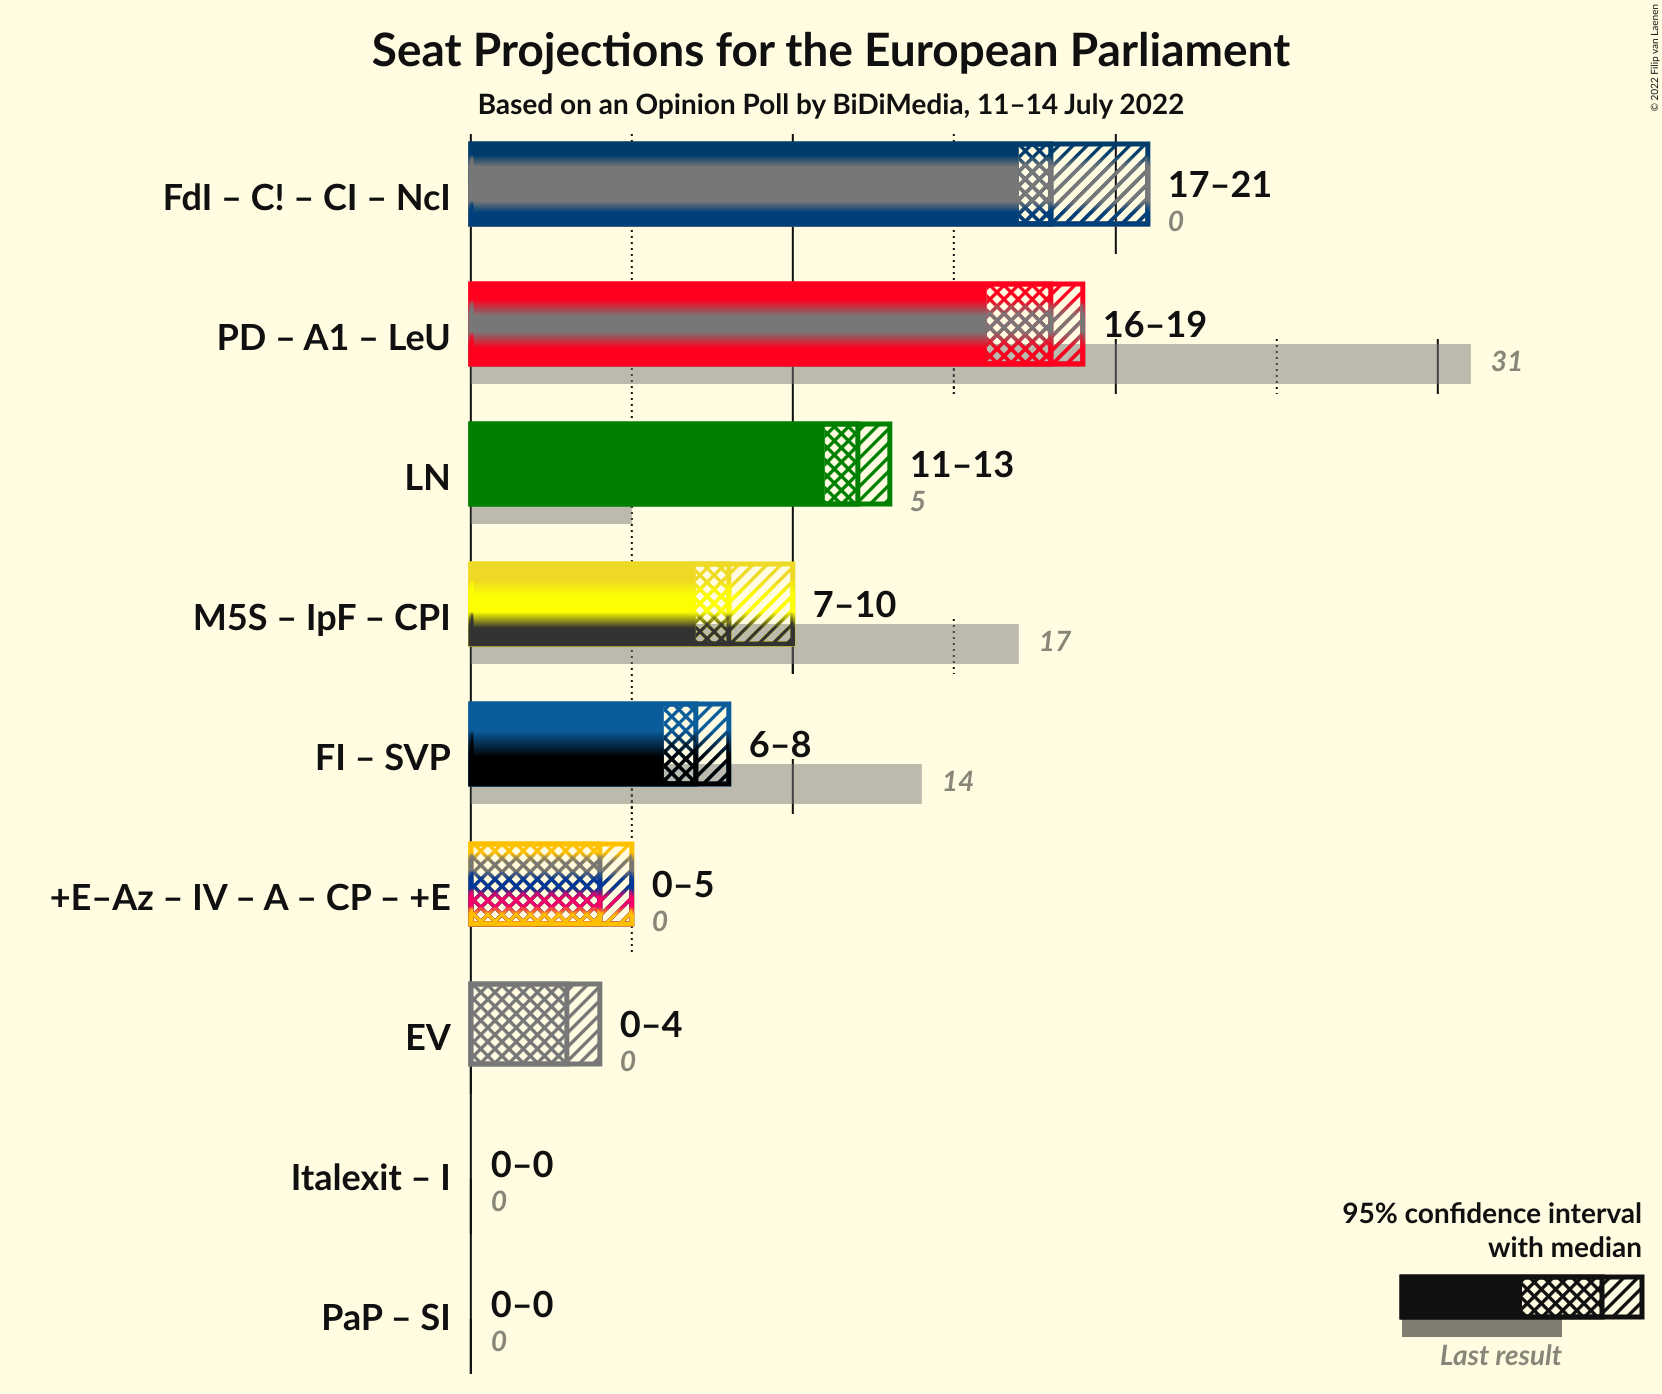 Seat Projections for the European Parliament
Based on an Opinion Poll by BiDiMedia, 11–14 July 2022
© 2022 Filip van Laenen
FdI – C! – CI – NcI
17–21
0
PD – A1 – LeU
16–19
31
LN
11–13
5
M5S – IpF – CPI
7–10
17
FI – SVP
6–8
14
+E–Az – IV – A – CP – +E
0–5
0
EV
0–4
0
Italexit – I
0–0
0
PaP – SI
0–0
0
95% confidence interval
with median
Last result